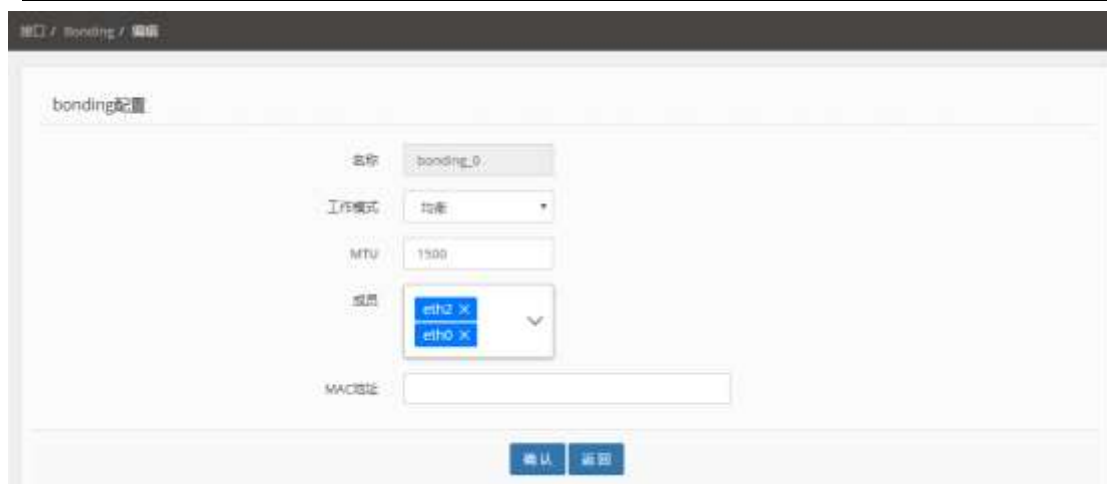 接口 / Bonding / 编辑
bonding配置
名称 bonding_0
工作模式 均衡
MTU 1500
成员 eth2 ×
eth0 ×
MAC地址
确认 返回